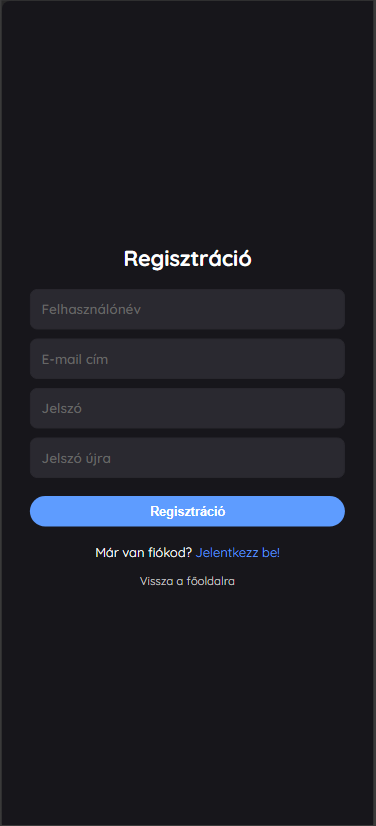 Regisztráció
Felhasználónév
E-mail cím
Jelszó
Jelszó újra
Regisztráció
Már van fiókod? Jelentkezz be!
Vissza a főoldalra